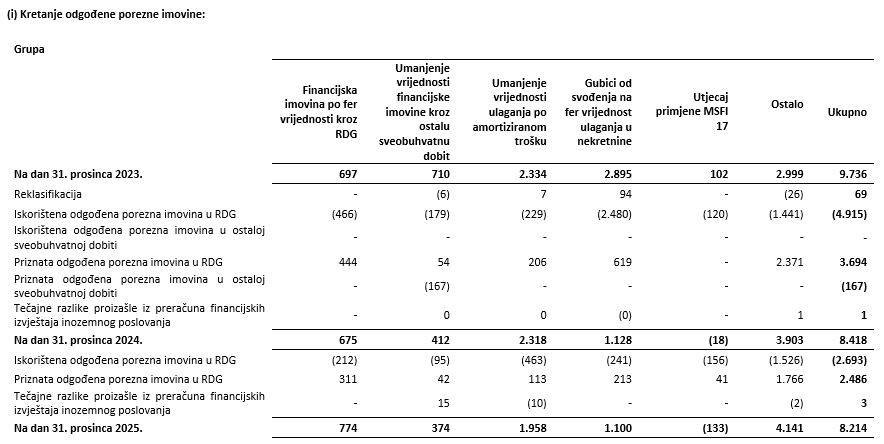 (i) Kretanje odgođene porezne imovine:
Grupa
Financijska imovina po fer vrijednosti kroz RDG | Umanjenje vrijednosti financijske imovine kroz ostalu sveobuhvatnu dobit | Umanjenje vrijednosti ulaganja po amortiziranom trošku | Gubici od svođenja na fer vrijednost ulaganja u nekretnine | Utjecaj primjene MSFI 17 | Ostalo | Ukupno
Na dan 31. prosinca 2023. 697 710 2.334 2.895 102 2.999 9.736
Reklasifikacija - (6) 7 94 - (26) 69
Iskorištena odgođena porezna imovina u RDG (466) (179) (229) (2.480) (120) (1.441) (4.915)
Iskorištena odgođena porezna imovina u ostaloj
sveobuhvatnoj dobiti - - - - - - -
Priznata odgođena porezna imovina u RDG 444 54 206 619 - 2.371 3.694
Priznata odgođena porezna imovina u ostaloj
sveobuhvatnoj dobiti - (167) - - - - (167)
Tečajne razlike proizašle iz preračuna financijskih
izvještaja inozemnog poslovanja - 0 0 (0) - 1 1
Na dan 31. prosinca 2024. 675 412 2.318 1.128 (18) 3.903 8.418
Iskorištena odgođena porezna imovina u RDG (212) (95) (463) (241) (156) (1.526) (2.693)
Priznata odgođena porezna imovina u RDG 311 42 113 213 41 1.766 2.486
Tečajne razlike proizašle iz preračuna financijskih
izvještaja inozemnog poslovanja - 15 (10) - - (2) 3
Na dan 31. prosinca 2025. 774 374 1.958 1.100 (133) 4.141 8.214